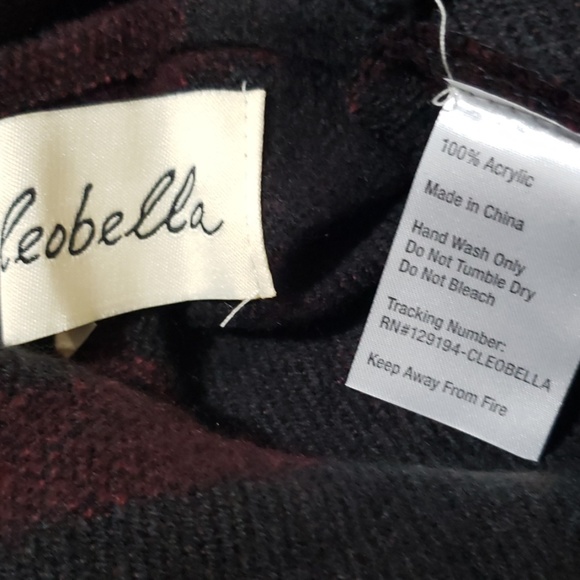 leobella
100% Acrylic
Made in China
Hand Wash Only
Do Not Tumble Dry
Do Not Bleach
Tracking Number:
RN#129194-CLEOBELLA
Keep Away From Fire